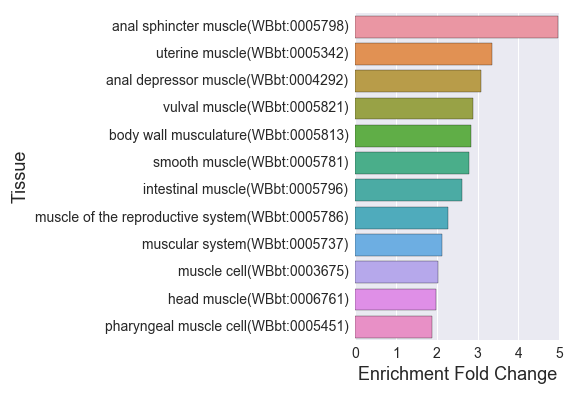 anal sphincter muscle(WBbt:0005798)
uterine muscle(WBbt:0005342)
anal depressor muscle(WBbt:0004292)
vulval muscle(WBbt:0005821)
body wall musculature(WBbt:0005813)
smooth muscle(WBbt:0005781)
intestinal muscle(WBbt:0005796)
muscle of the reproductive system(WBbt:0005786)
muscular system(WBbt:0005737)
muscle cell(WBbt:0003675)
head muscle(WBbt:0006761)
pharyngeal muscle cell(WBbt:0005451)
Tissue
0 1 2 3 4 5
Enrichment Fold Change